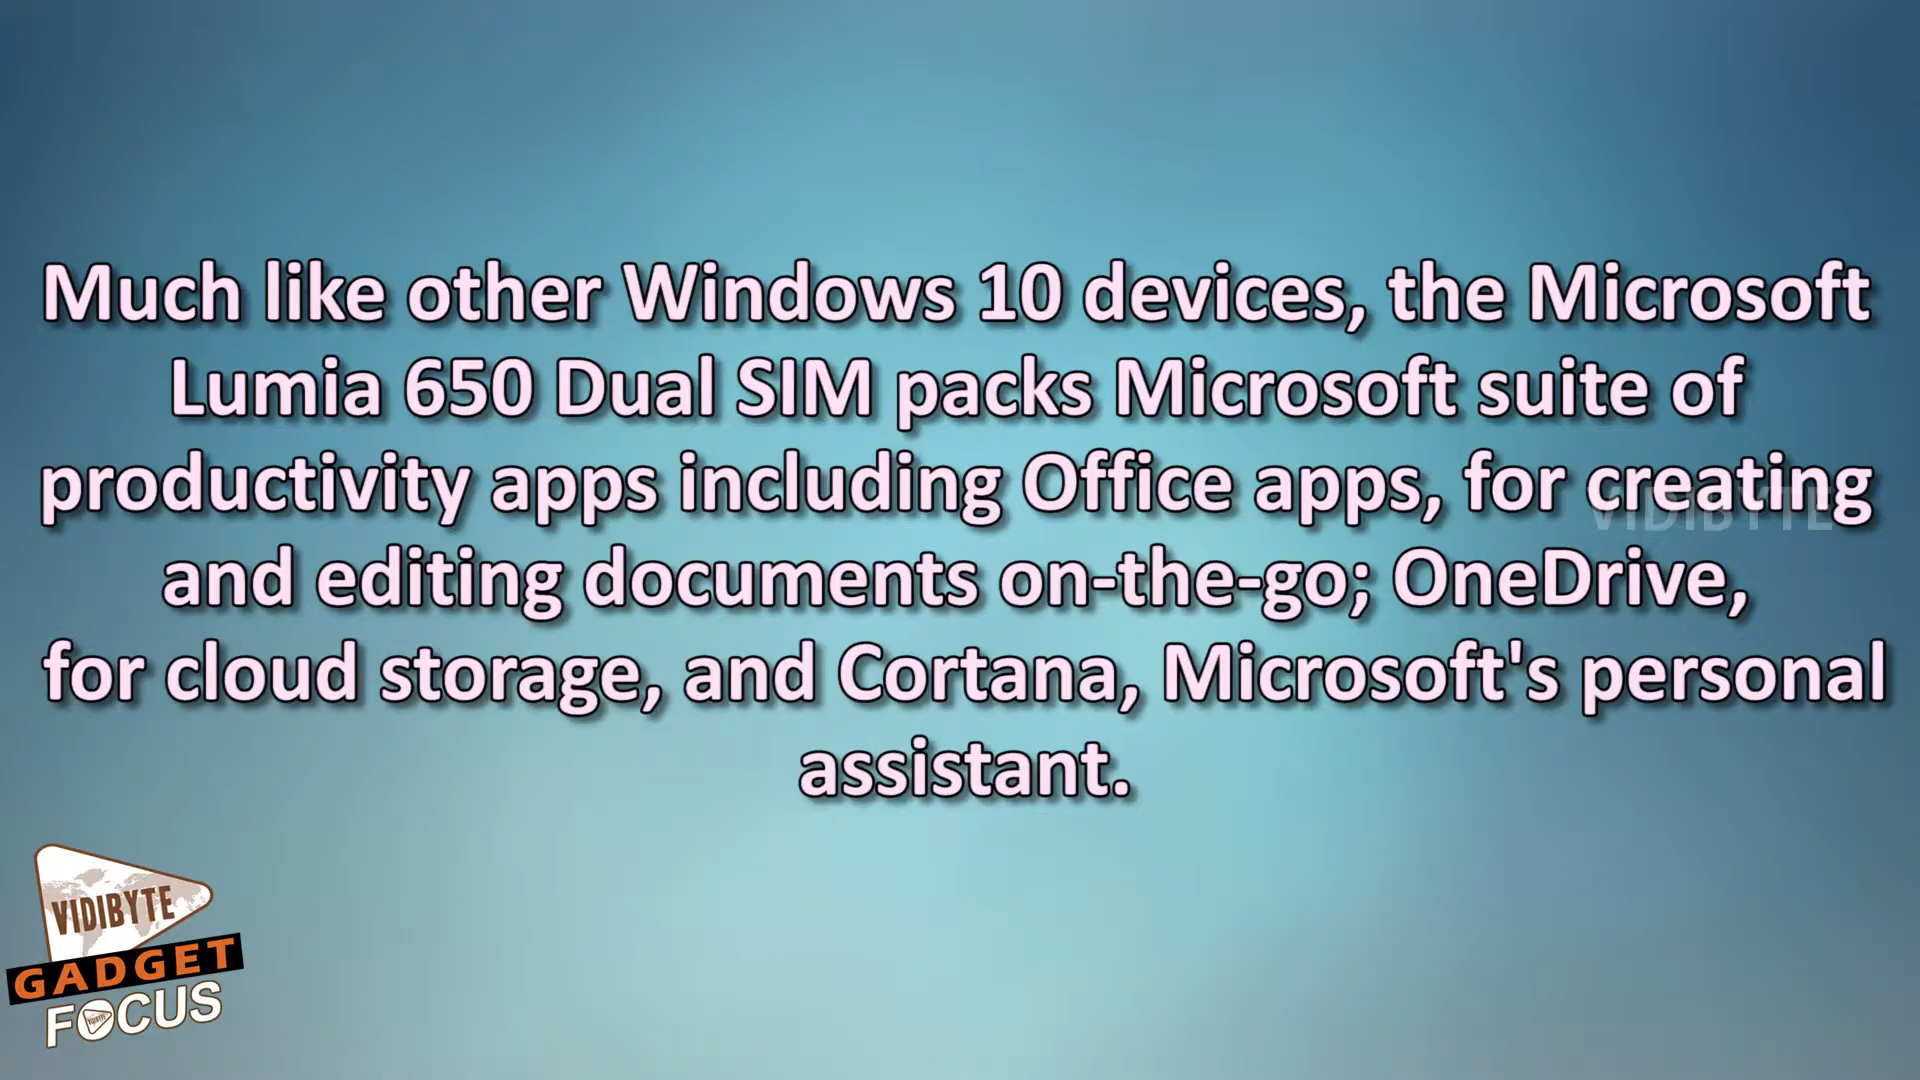 Much like other Windows 10 devices, the Microsoft
Lumia 650 Dual SIM packs Microsoft suite of
productivity apps including Office apps, for creating
and editing documents on-the-go; OneDrive,
for cloud storage, and Cortana, Microsoft's personal
assistant.
VIDIBYTE
VIDIBYTE
GADGET
FOCUS